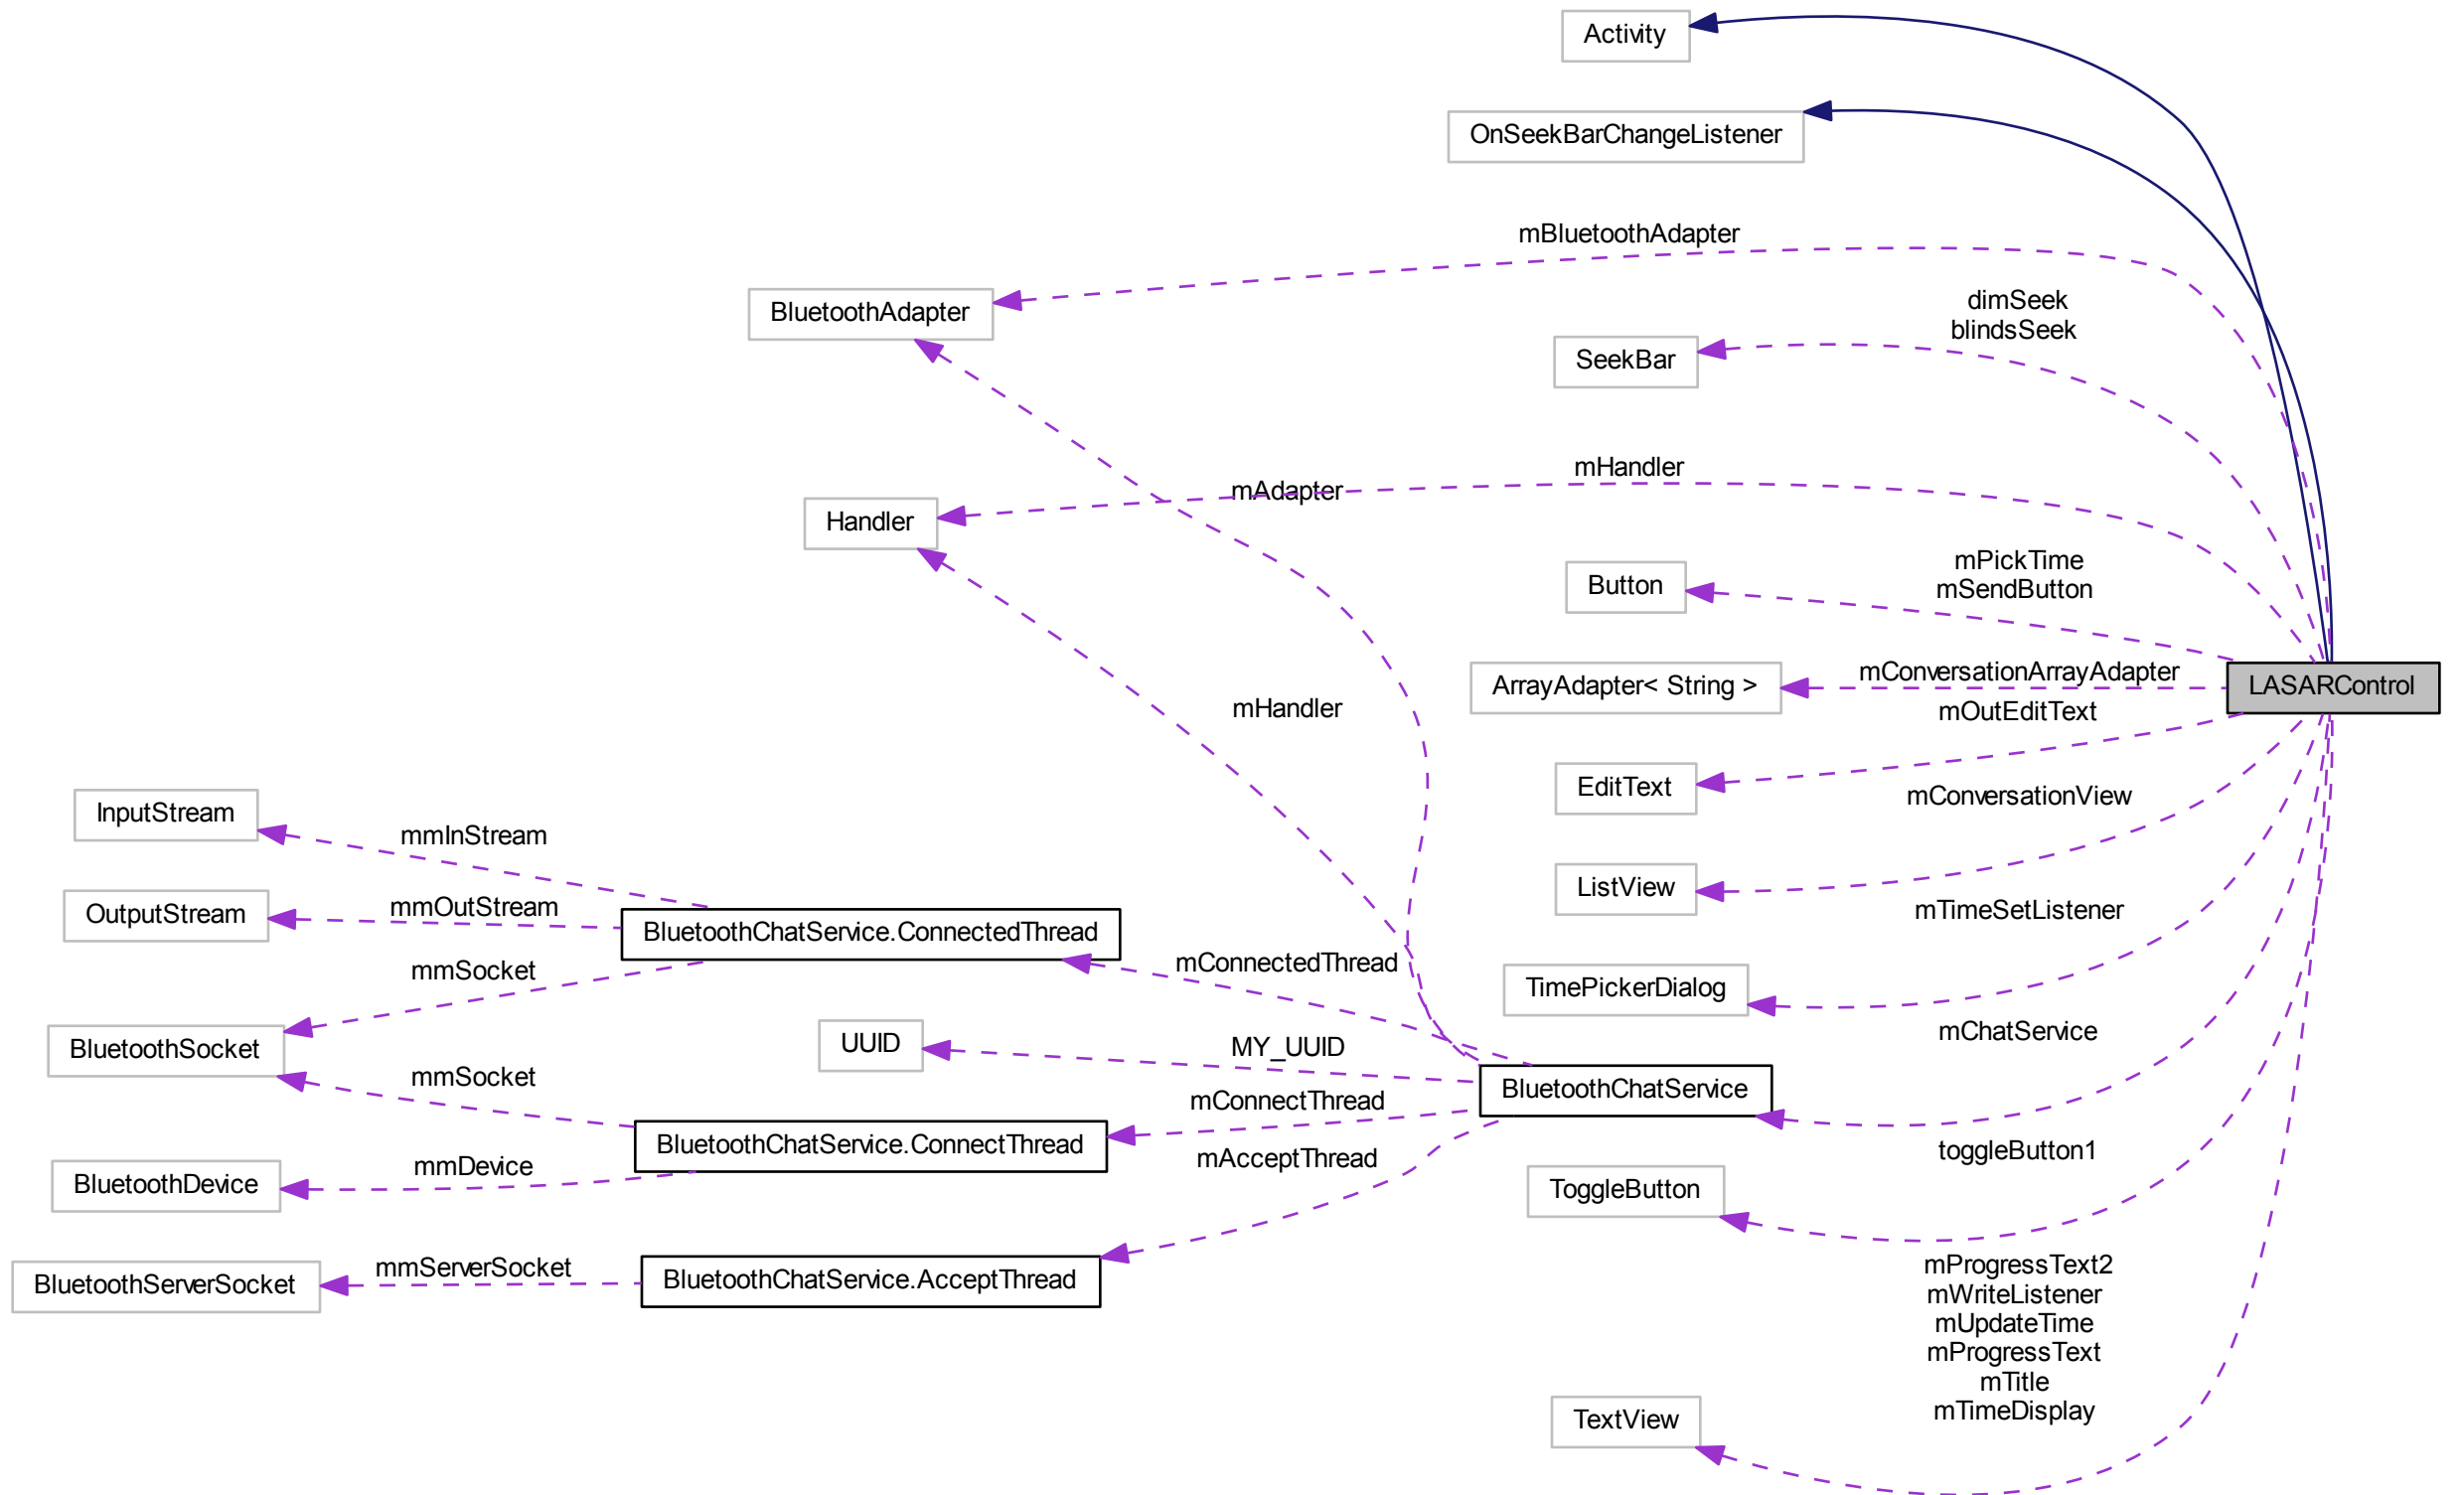 Activity
OnSeekBarChangeListener
mBluetoothAdapter
BluetoothAdapter
dimSeek
blindsSeek
SeekBar
mHandler
mAdapter
Handler
mPickTime
mSendButton
Button
mConversationArrayAdapter
ArrayAdapter< String >
LASARControl
mOutEditText
mHandler
EditText
mConversationView
InputStream
mmInStream
ListView
OutputStream
mmOutStream
BluetoothChatService.ConnectedThread
mTimeSetListener
mmSocket
mConnectedThread
TimePickerDialog
BluetoothSocket
UUID
MY_UUID
mChatService
mmSocket
BluetoothChatService
mConnectThread
BluetoothChatService.ConnectThread
mmDevice
mAcceptThread
toggleButton1
BluetoothDevice
ToggleButton
mmServerSocket
BluetoothServerSocket
BluetoothChatService.AcceptThread
mProgressText2
mWriteListener
mUpdateTime
mProgressText
mTitle
mTimeDisplay
TextView